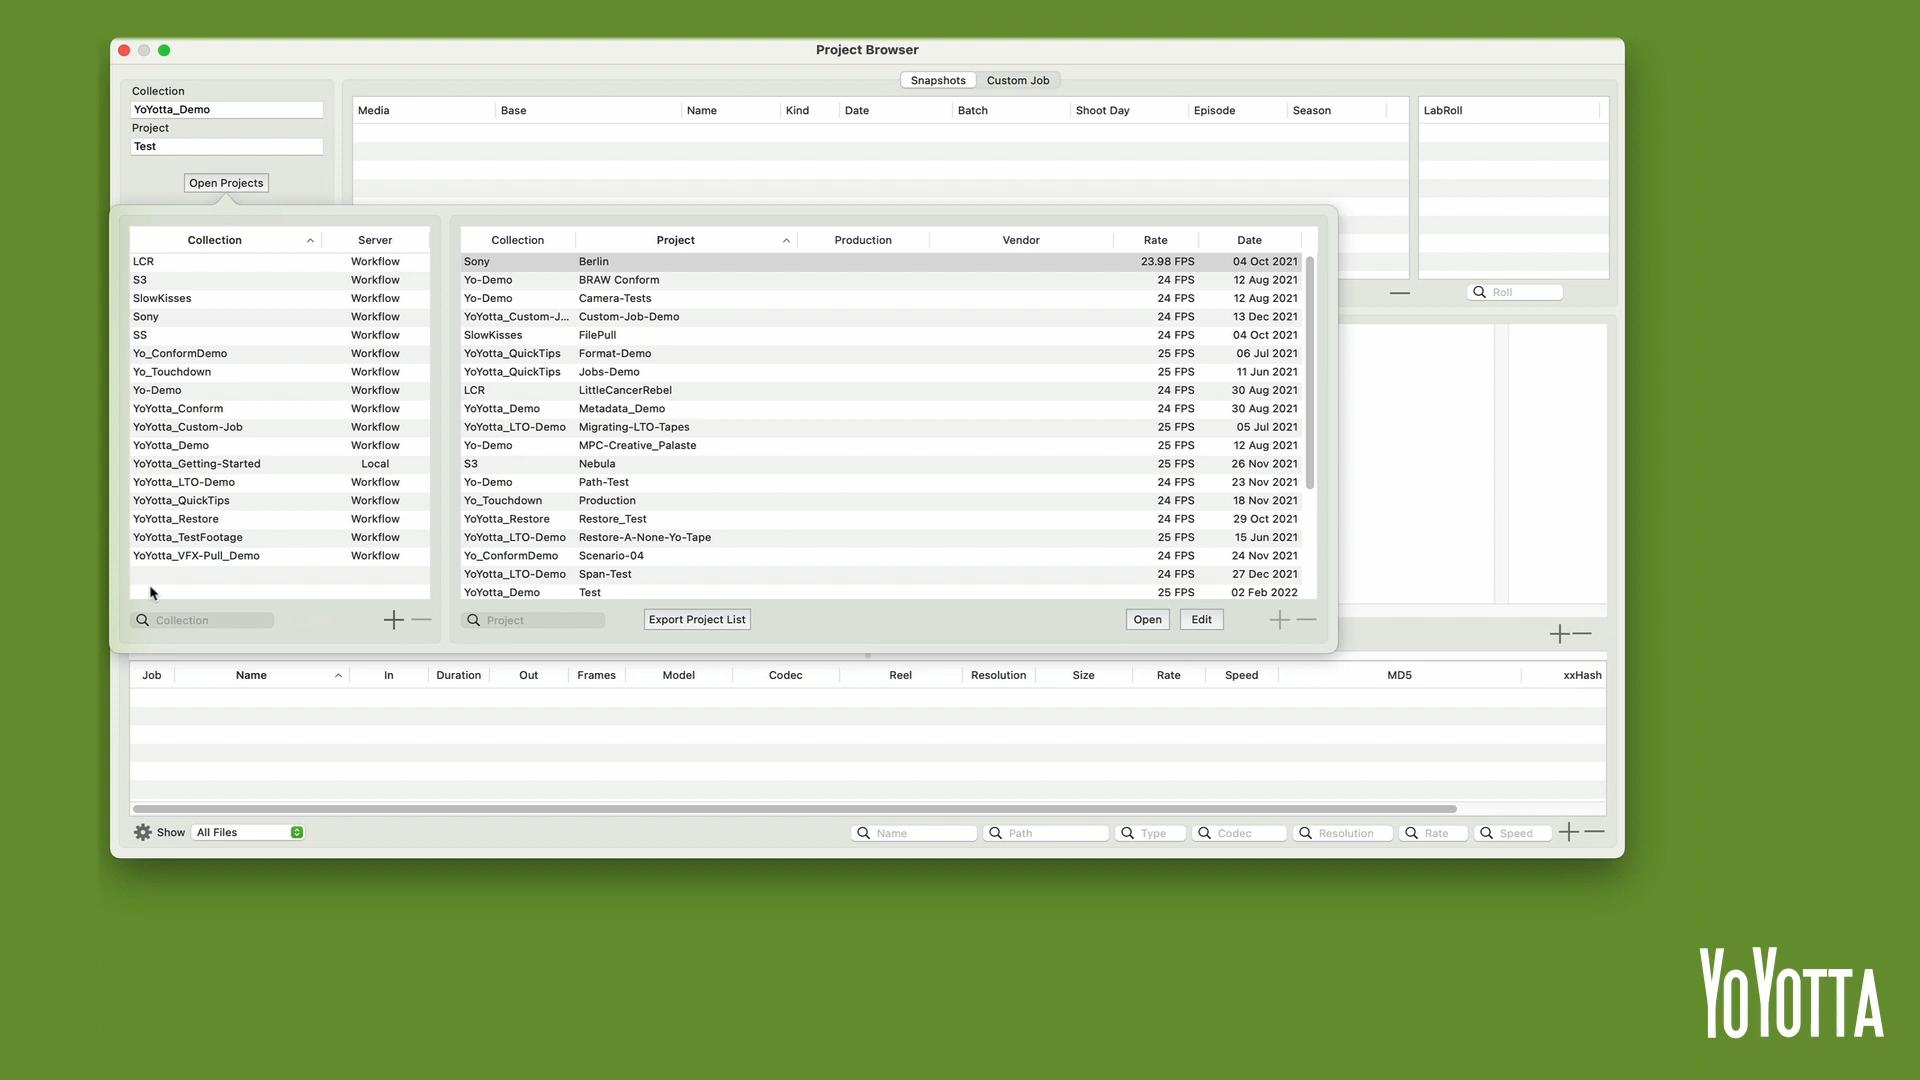 Project Browser
Collection
YoYotta_Demo
Project
Test
Open Projects
Snapshots Custom Job
Media Base Name Kind Date Batch Shoot Day Episode Season
LabRoll
Roll
Collection Server
LCR Workflow
S3 Workflow
SlowKisses Workflow
Sony Workflow
SS Workflow
Yo_ConformDemo Workflow
Yo_Touchdown Workflow
Yo-Demo Workflow
YoYotta_Conform Workflow
YoYotta_Custom-Job Workflow
YoYotta_Demo Workflow
YoYotta_Getting-Started Local
YoYotta_LTO-Demo Workflow
YoYotta_QuickTips Workflow
YoYotta_Restore Workflow
YoYotta_TestFootage Workflow
YoYotta_VFX-Pull_Demo Workflow
Collection
Collection Project Production Vendor Rate Date
Sony Berlin 23.98 FPS 04 Oct 2021
Yo-Demo BRAW Conform 24 FPS 12 Aug 2021
Yo-Demo Camera-Tests 24 FPS 12 Aug 2021
YoYotta_Custom-J... Custom-Job-Demo 24 FPS 13 Dec 2021
SlowKisses FilePull 24 FPS 04 Oct 2021
YoYotta_QuickTips Format-Demo 25 FPS 06 Jul 2021
YoYotta_QuickTips Jobs-Demo 25 FPS 11 Jun 2021
LCR LittleCancerRebel 24 FPS 30 Aug 2021
YoYotta_Demo Metadata_Demo 24 FPS 30 Aug 2021
YoYotta_LTO-Demo Migrating-LTO-Tapes 25 FPS 05 Jul 2021
Yo-Demo MPC-Creative_Palaste 25 FPS 12 Aug 2021
S3 Nebula 25 FPS 26 Nov 2021
Yo-Demo Path-Test 24 FPS 23 Nov 2021
Yo_Touchdown Production 24 FPS 18 Nov 2021
YoYotta_Restore Restore_Test 24 FPS 29 Oct 2021
YoYotta_LTO-Demo Restore-A-None-Yo-Tape 25 FPS 15 Jun 2021
Yo_ConformDemo Scenario-04 24 FPS 24 Nov 2021
YoYotta_LTO-Demo Span-Test 24 FPS 27 Dec 2021
YoYotta_Demo Test 25 FPS 02 Feb 2022
Project Export Project List Open Edit
Job Name In Duration Out Frames Model Codec Reel Resolution Size Rate Speed MD5 xxHash
Show All Files Name Path Type Codec Resolution Rate Speed
YOYOTTA